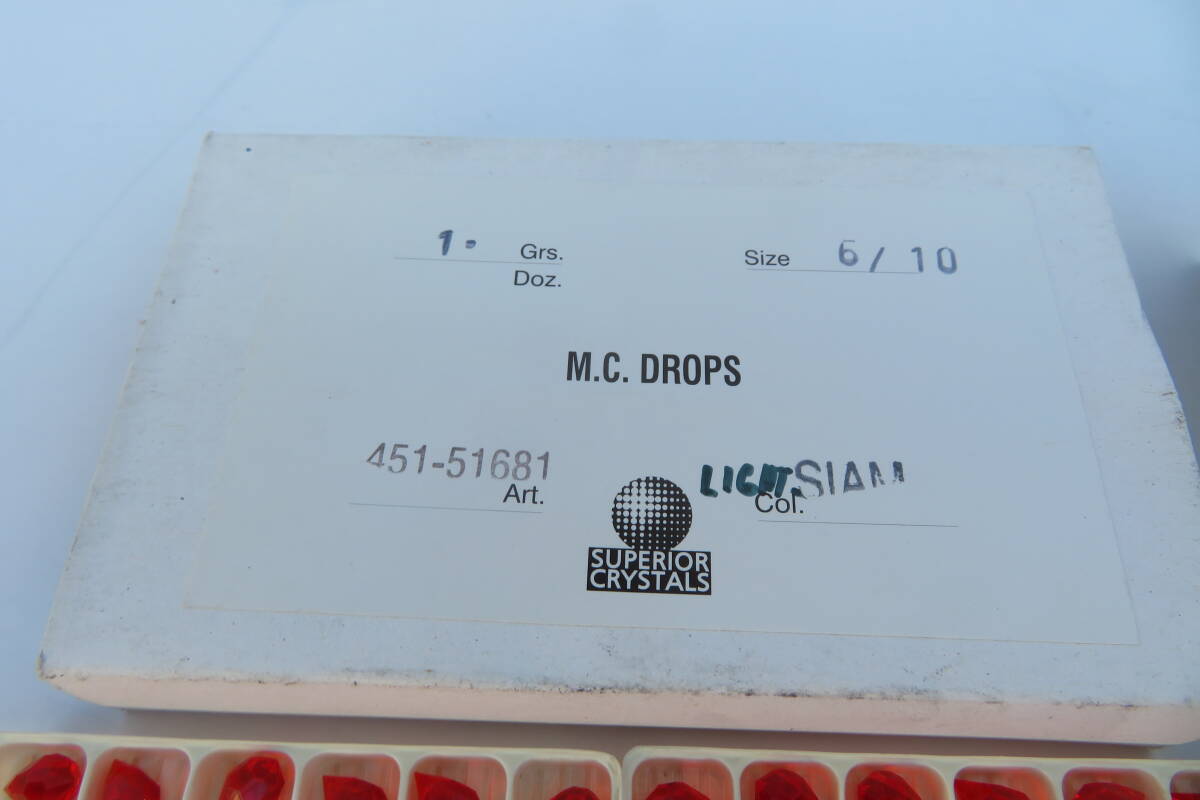 1. Grs.
Doz.
Size 6/10
M.C. DROPS
451-51681
Art.
LIGHT SIAM
Col.
SUPERIOR
CRYSTALS